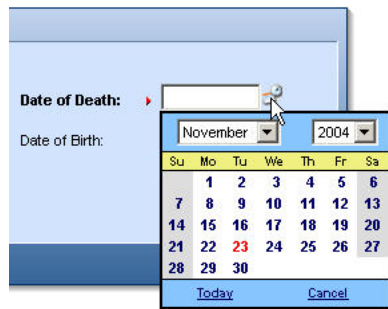 Date of Death:
Date of Birth:
November 2004
Su Mo Tu We Th Fr Sa
1 2 3 4 5 6
7 8 9 10 11 12 13
14 15 16 17 18 19 20
21 22 23 24 25 26 27
28 29 30
Today Cancel